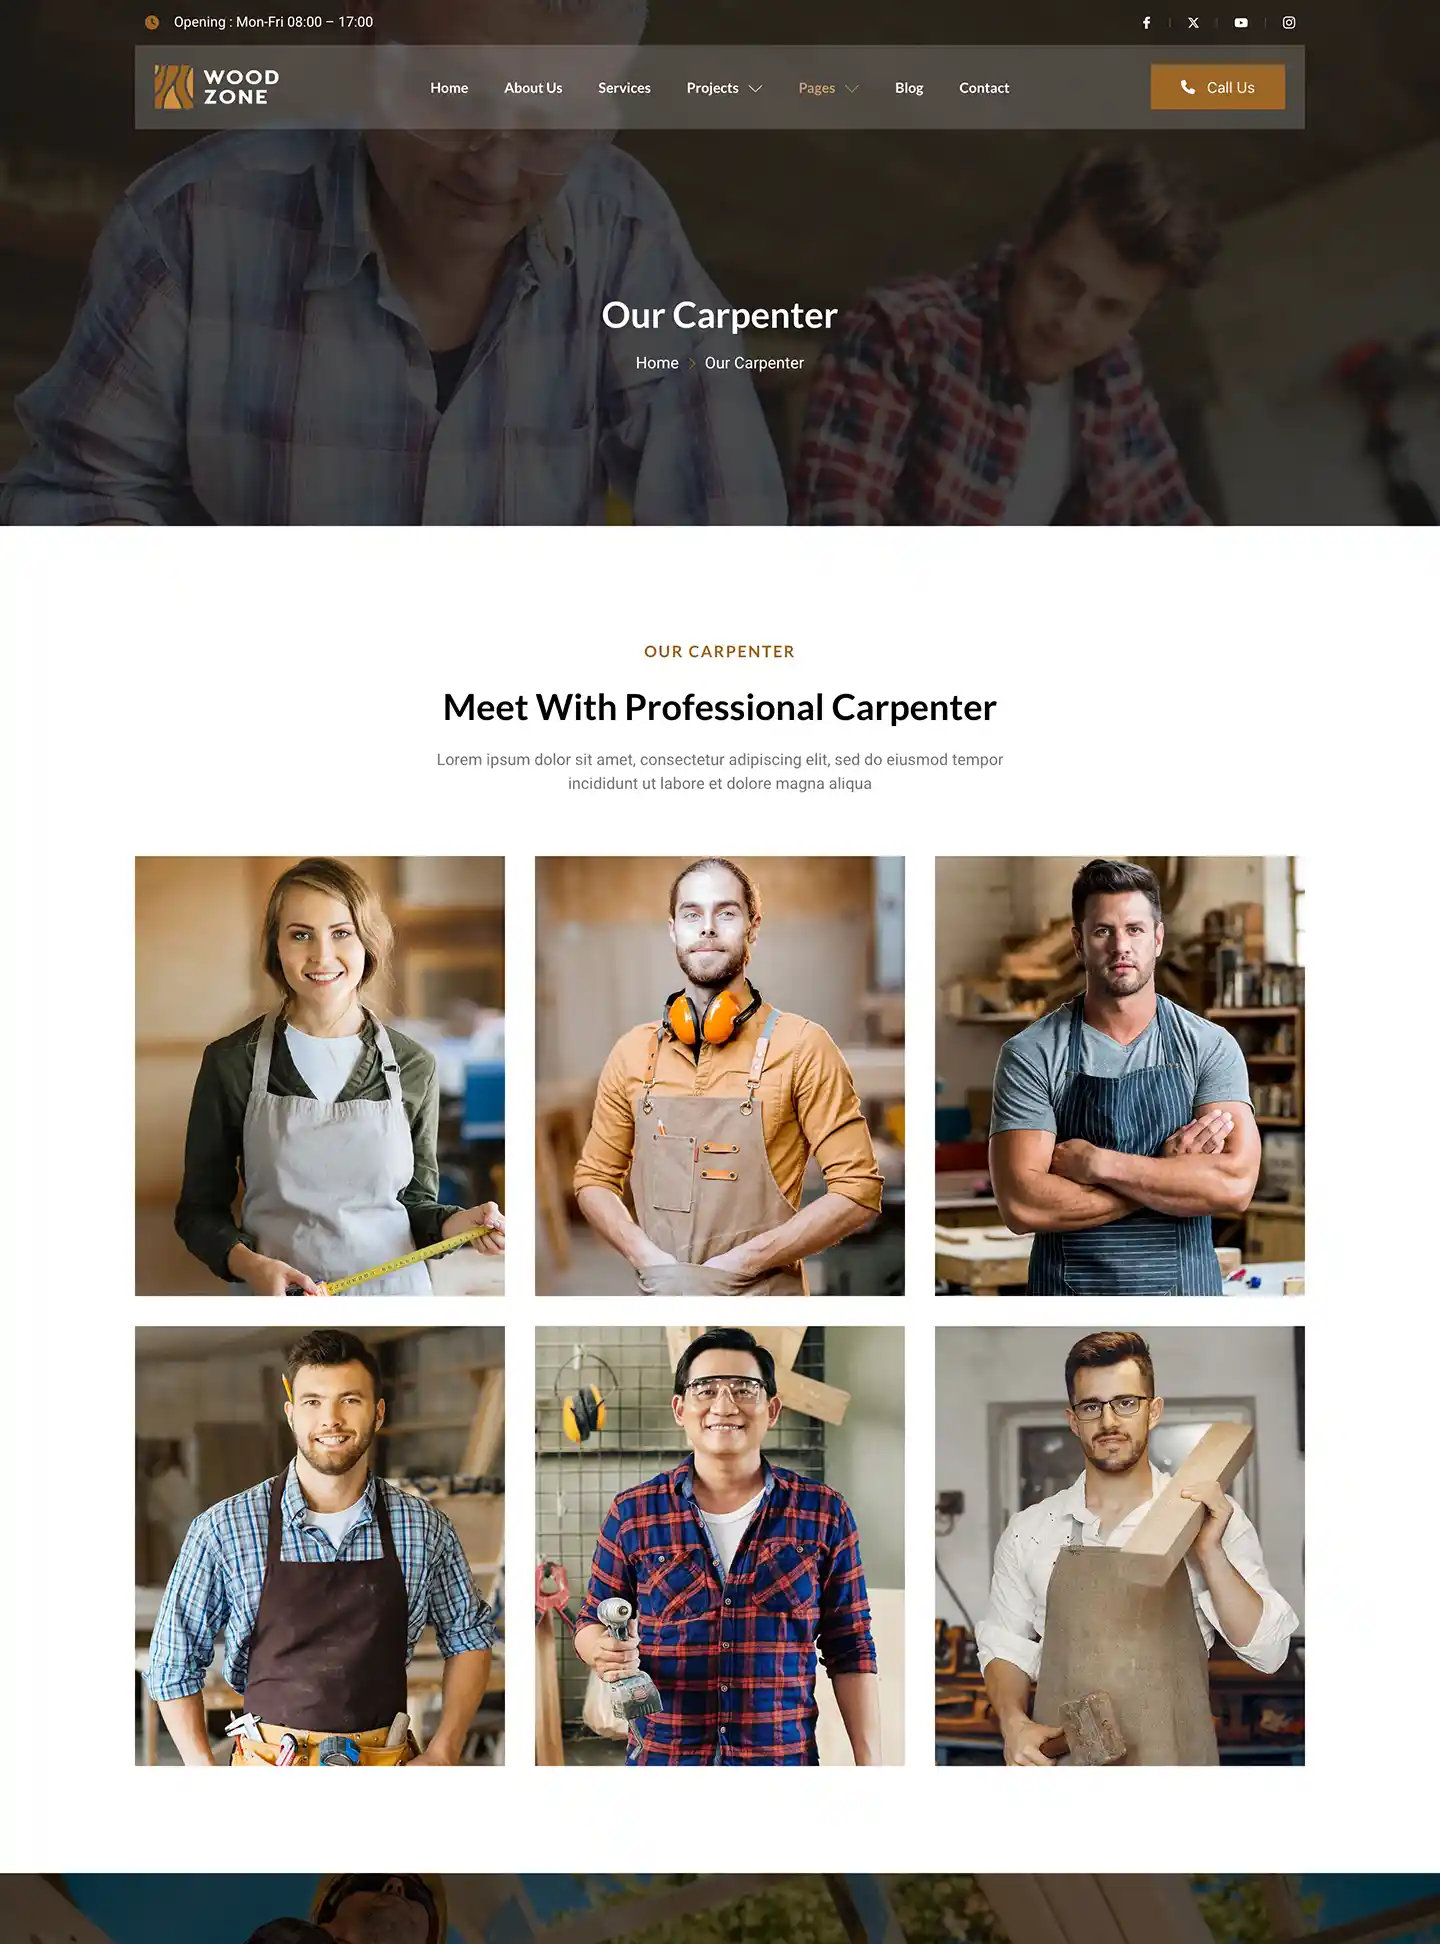 Opening : Mon-Fri 08:00 – 17:00
WOOD
ZONE
Home
About Us
Services
Projects
Pages
Blog
Contact
Call Us
Our Carpenter
Home
Our Carpenter
OUR CARPENTER
Meet With Professional Carpenter
Lorem ipsum dolor sit amet, consectetur adipiscing elit, sed do eiusmod tempor
incididunt ut labore et dolore magna aliqua